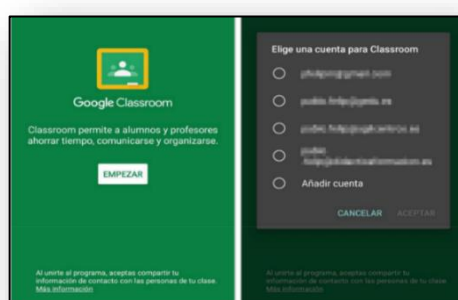 Google Classroom
Classroom permite a alumnos y profesores
ahorrar tiempo, comunicarse y organizarse.
EMPEZAR
Al unirte al programa, aceptas compartir tu
información de contacto con las personas de tu clase.
Más información
Elige una cuenta para Classroom
Añadir cuenta
CANCELAR ACEPTAR
Al unirte al programa, aceptas compartir tu
información de contacto con las personas de tu clase.
Más información